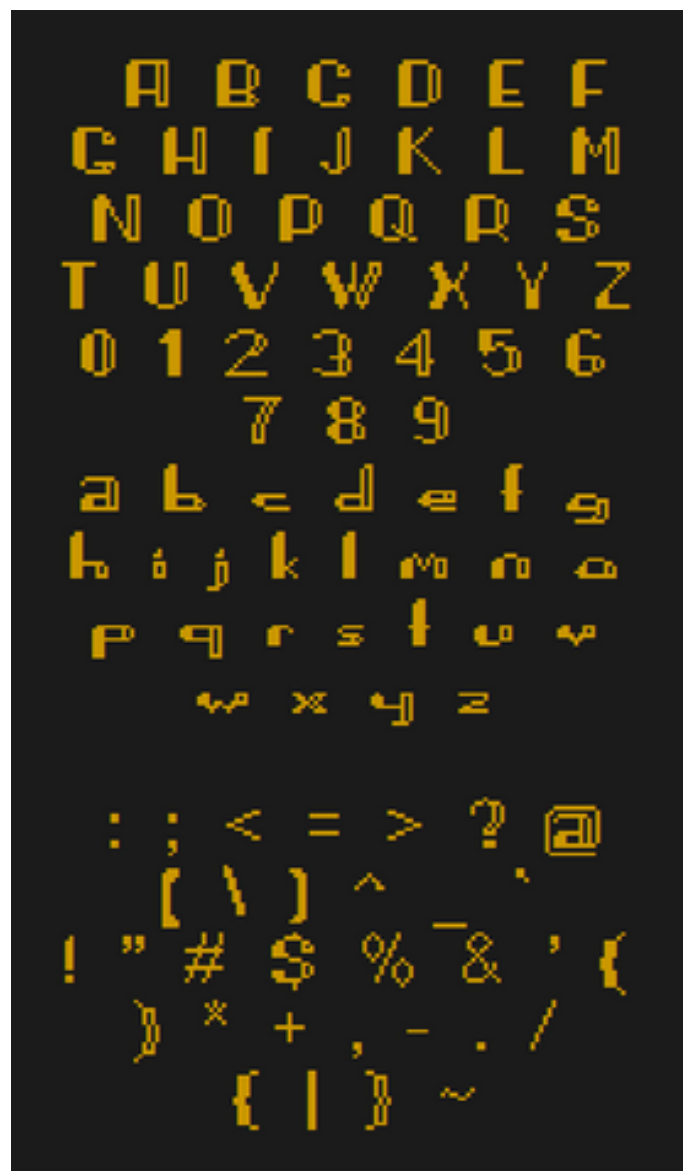 A B C D E F
G H I J K L M
N O P Q R S
T U V W X Y Z
0 1 2 3 4 5 6
7 8 9
a b c d e f g
h i j k l m n o
p q r s t u v
w x y z
: ; < = > ? @
[ \ ] ^ _ `
! " # $ % & ' (
) * + , - . /
{ | } ~